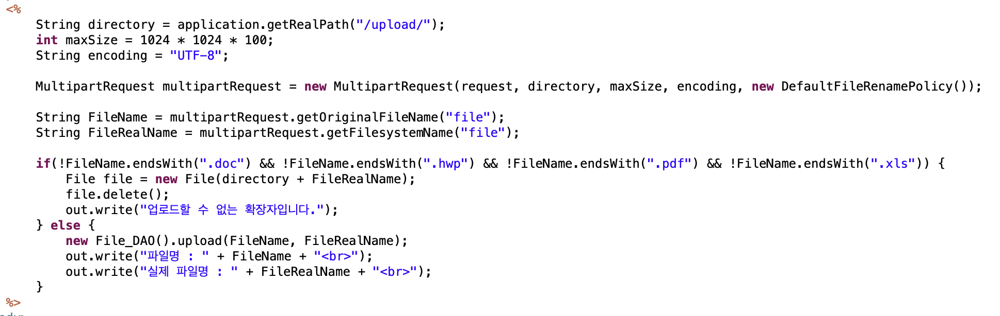 <%
String directory = application.getRealPath("/upload/");
int maxSize = 1024 * 1024 * 100;
String encoding = "UTF-8";
MultipartRequest multipartRequest = new MultipartRequest(request, directory, maxSize, encoding, new DefaultFileRenamePolicy());
String FileName = multipartRequest.getOriginalFileName("file");
String FileRealName = multipartRequest.getFilesystemName("file");
if(!FileName.endsWith(".doc") && !FileName.endsWith(".hwp") && !FileName.endsWith(".pdf") && !FileName.endsWith(".xls")) {
File file = new File(directory + FileRealName);
file.delete();
out.write("업로드할 수 없는 확장자입니다.");
} else {
new File_DAO().upload(FileName, FileRealName);
out.write("파일명 : " + FileName + "<br>");
out.write("실제 파일명 : " + FileRealName + "<br>");
}
%>